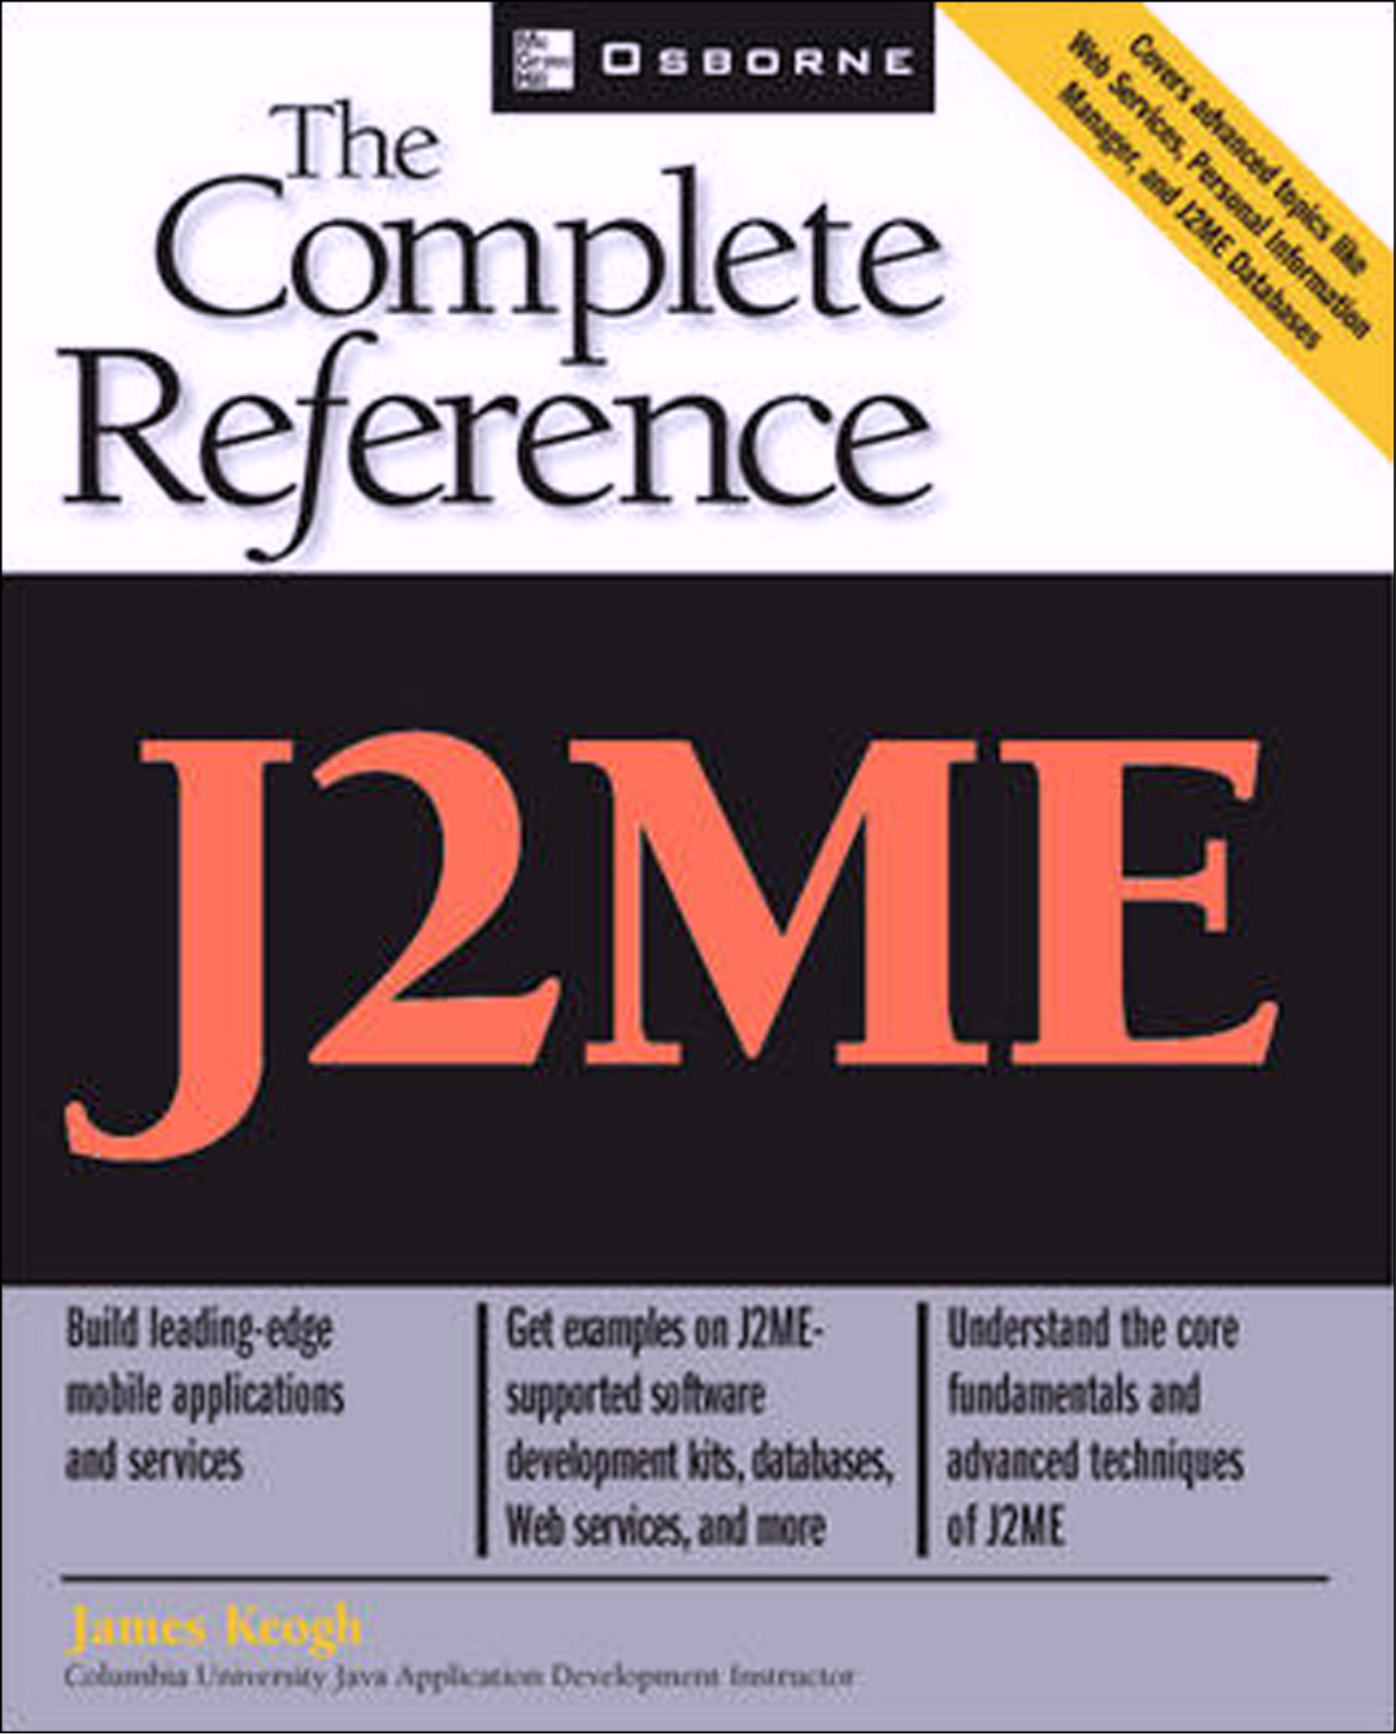 Mc
Graw
Hill
OSBORNE
Covers advanced topics like
Web Services, Personal Information
Manager, and J2ME Databases
The
Complete
Reference
J2ME
Build leading-edge
mobile applications
and services
Get examples on J2ME-
supported software
development kits, databases,
Web services, and more
Understand the core
fundamentals and
advanced techniques
of J2ME
James Keogh
Columbia University Java Application Development Instructor